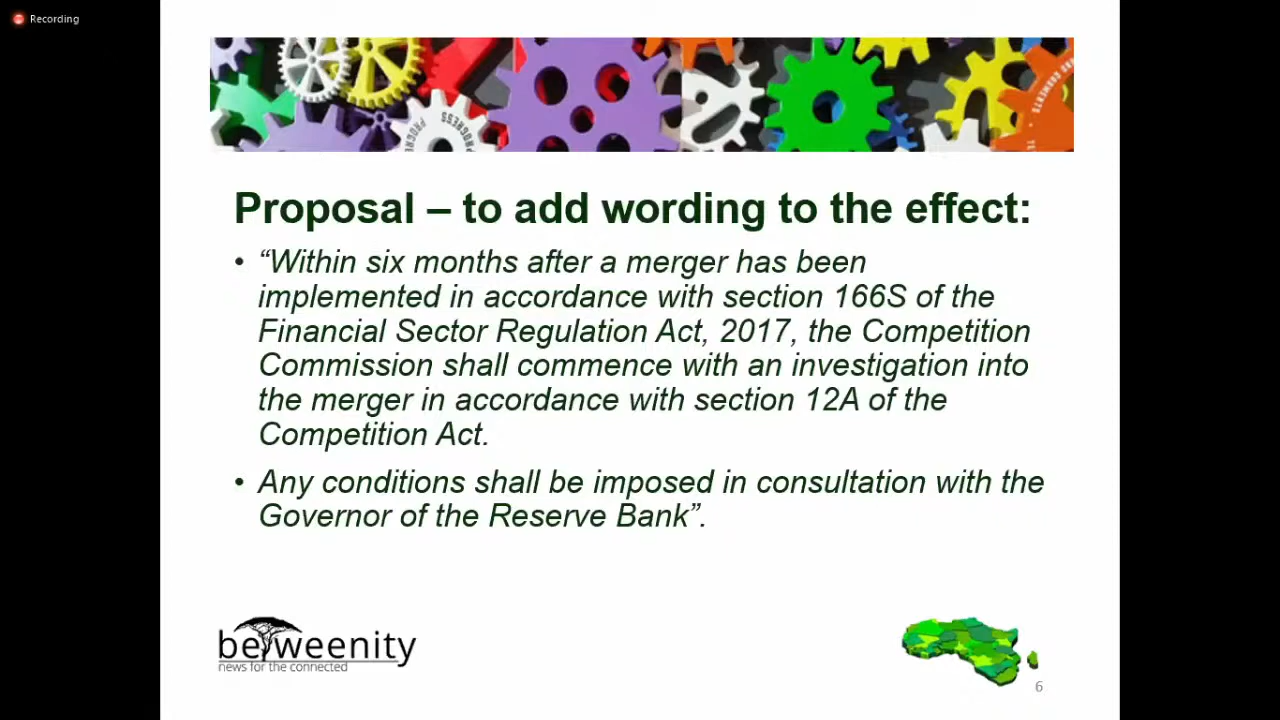 Recording
PROGRESS
PROGRE
Proposal – to add wording to the effect:
• “Within six months after a merger has been
implemented in accordance with section 166S of the
Financial Sector Regulation Act, 2017, the Competition
Commission shall commence with an investigation into
the merger in accordance with section 12A of the
Competition Act.
• Any conditions shall be imposed in consultation with the
Governor of the Reserve Bank”.
betweenity
news for the connected
6